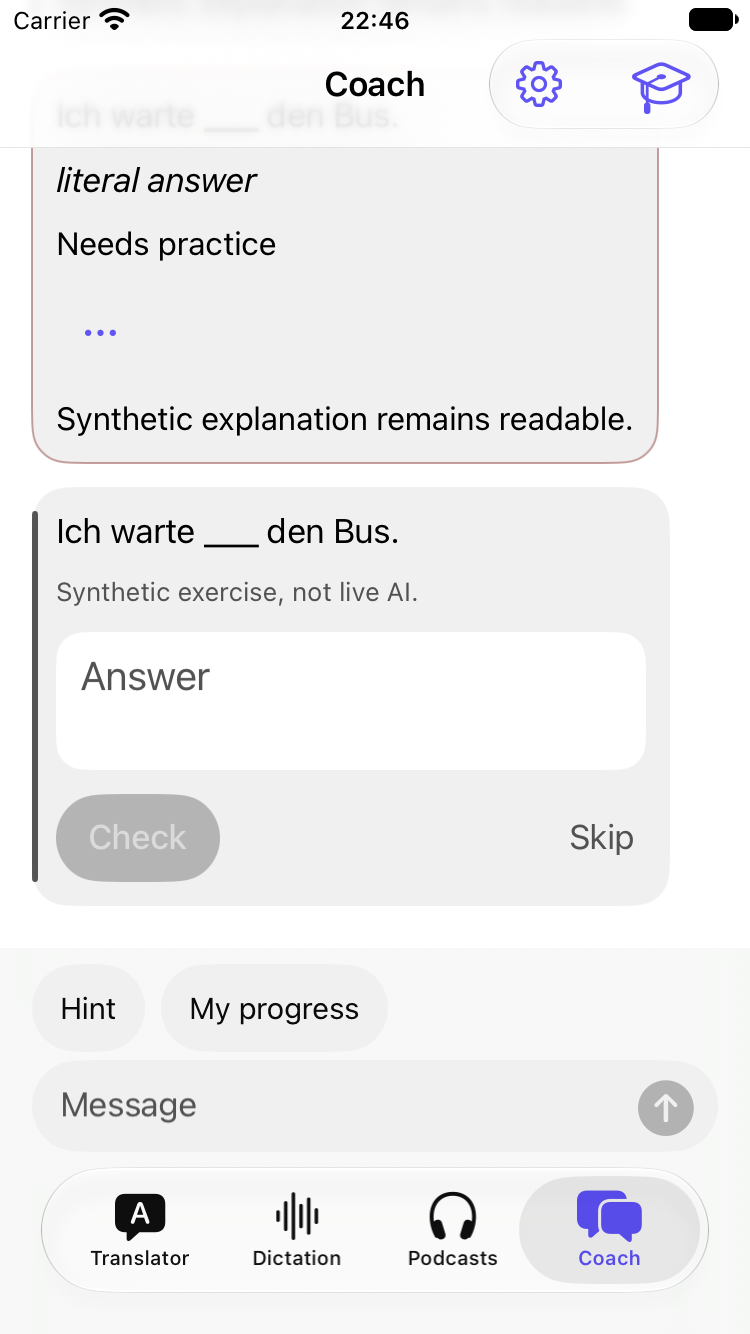 Carrier 22:46
Coach
Ich warte ___ den Bus.
literal answer
Needs practice
...
Synthetic explanation remains readable.
Ich warte ___ den Bus.
Synthetic exercise, not live AI.
Answer
Check Skip
Hint My progress
Message
A
Translator Dictation Podcasts Coach